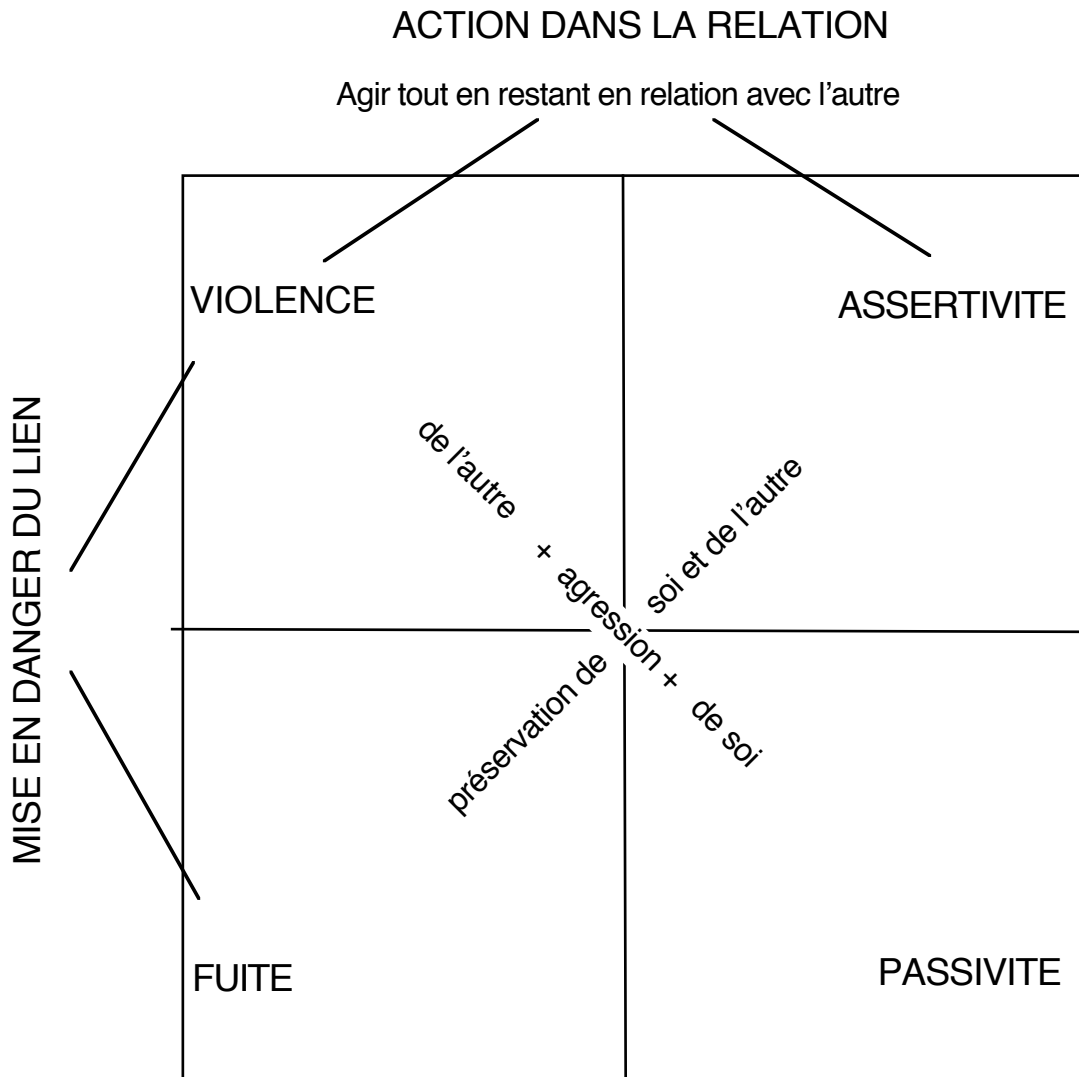 ACTION DANS LA RELATION
Agir tout en restant en relation avec l’autre
VIOLENCE
ASSERTIVITE
MISE EN DANGER DU LIEN
de l’autre + agression + de soi
préservation de soi et de l’autre
FUITE
PASSIVITE